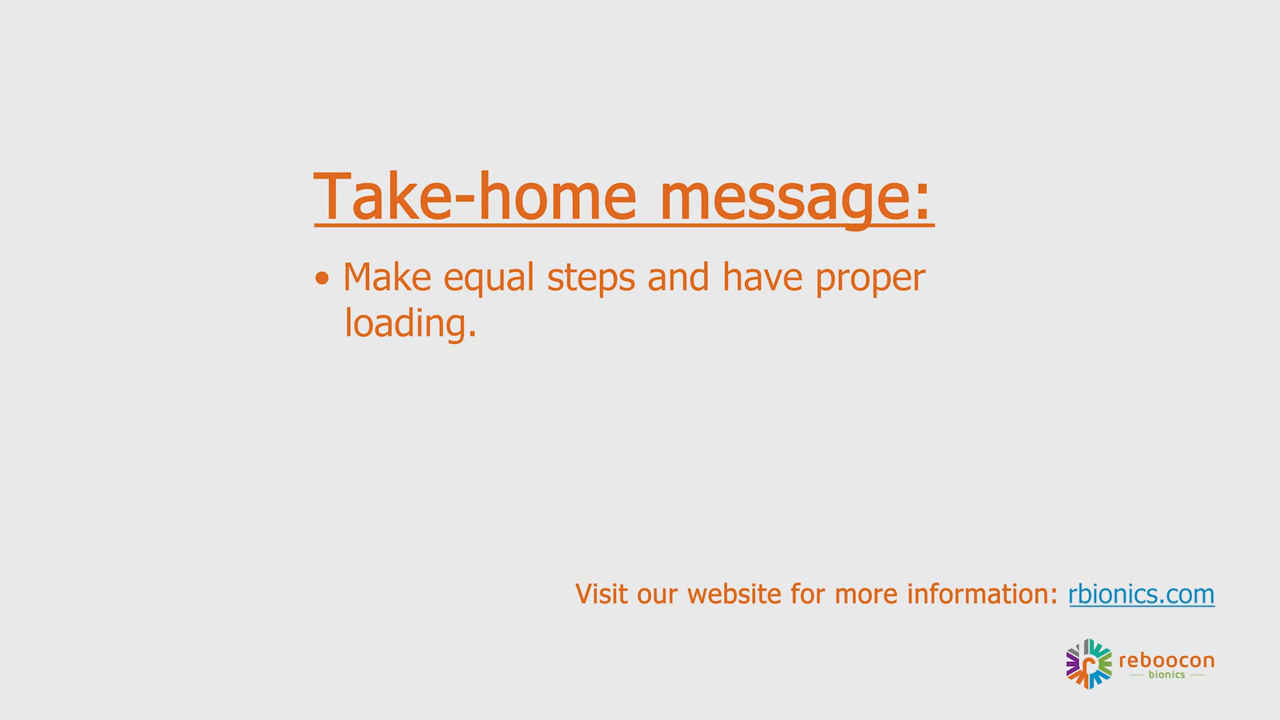 Take-home message:
• Make equal steps and have proper
loading.
Visit our website for more information: rbionics.com
reboocon
bionics